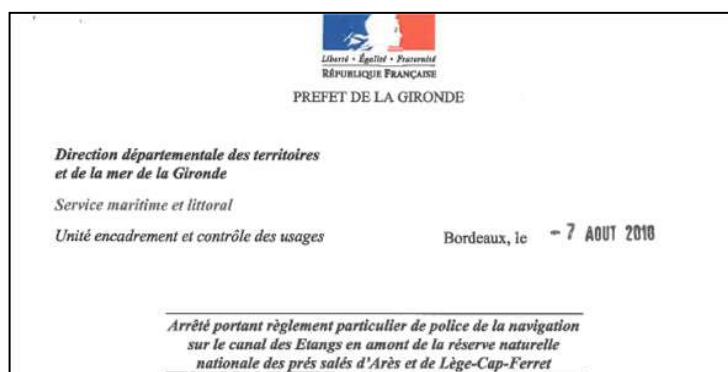 Liberté • Égalité • Fraternité
RÉPUBLIQUE FRANÇAISE
PREFET DE LA GIRONDE
Direction départementale des territoires
et de la mer de la Gironde
Service maritime et littoral
Unité encadrement et contrôle des usages
Bordeaux, le - 7 AOUT 2018
Arrêté portant règlement particulier de police de la navigation
sur le canal des Etangs en amont de la réserve naturelle
nationale des prés salés d'Arès et de Lège-Cap-Ferret